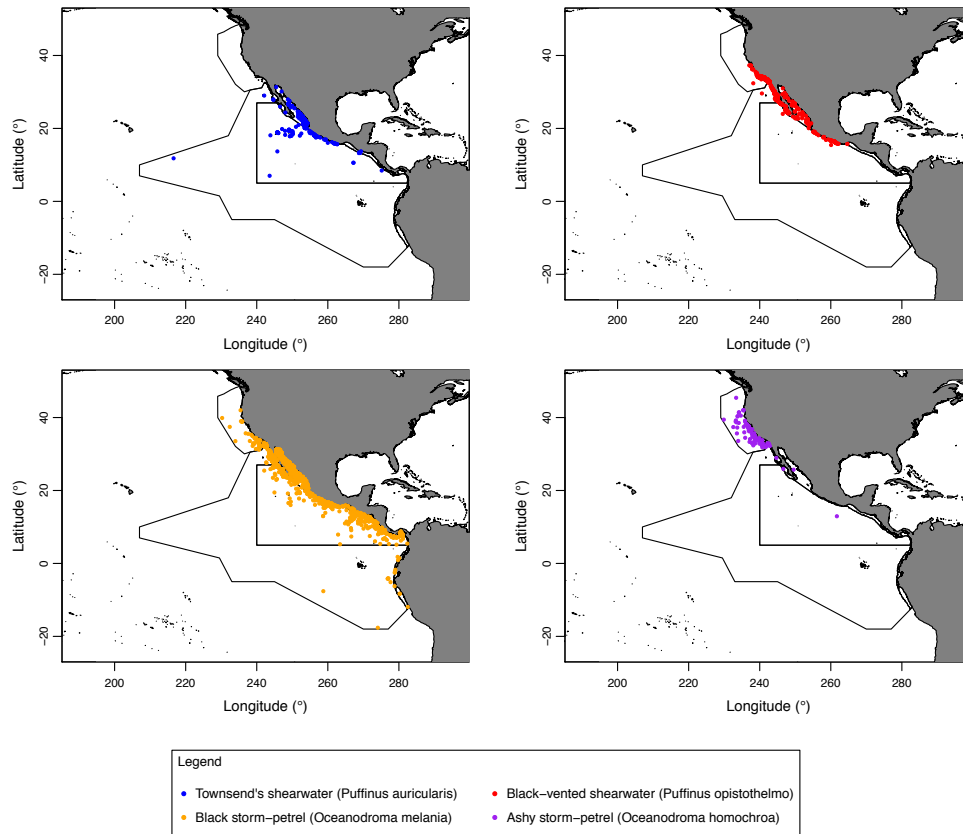 40
20
0
−20
Latitude (°)
200
220
240
260
280
Longitude (°)
40
20
0
−20
Latitude (°)
200
220
240
260
280
Longitude (°)
40
20
0
−20
Latitude (°)
200
220
240
260
280
Longitude (°)
40
20
0
−20
Latitude (°)
200
220
240
260
280
Longitude (°)
Legend
Townsend's shearwater (Puffinus auricularis)
Black−vented shearwater (Puffinus opistothelmo)
Black storm−petrel (Oceanodroma melania)
Ashy storm−petrel (Oceanodroma homochroa)